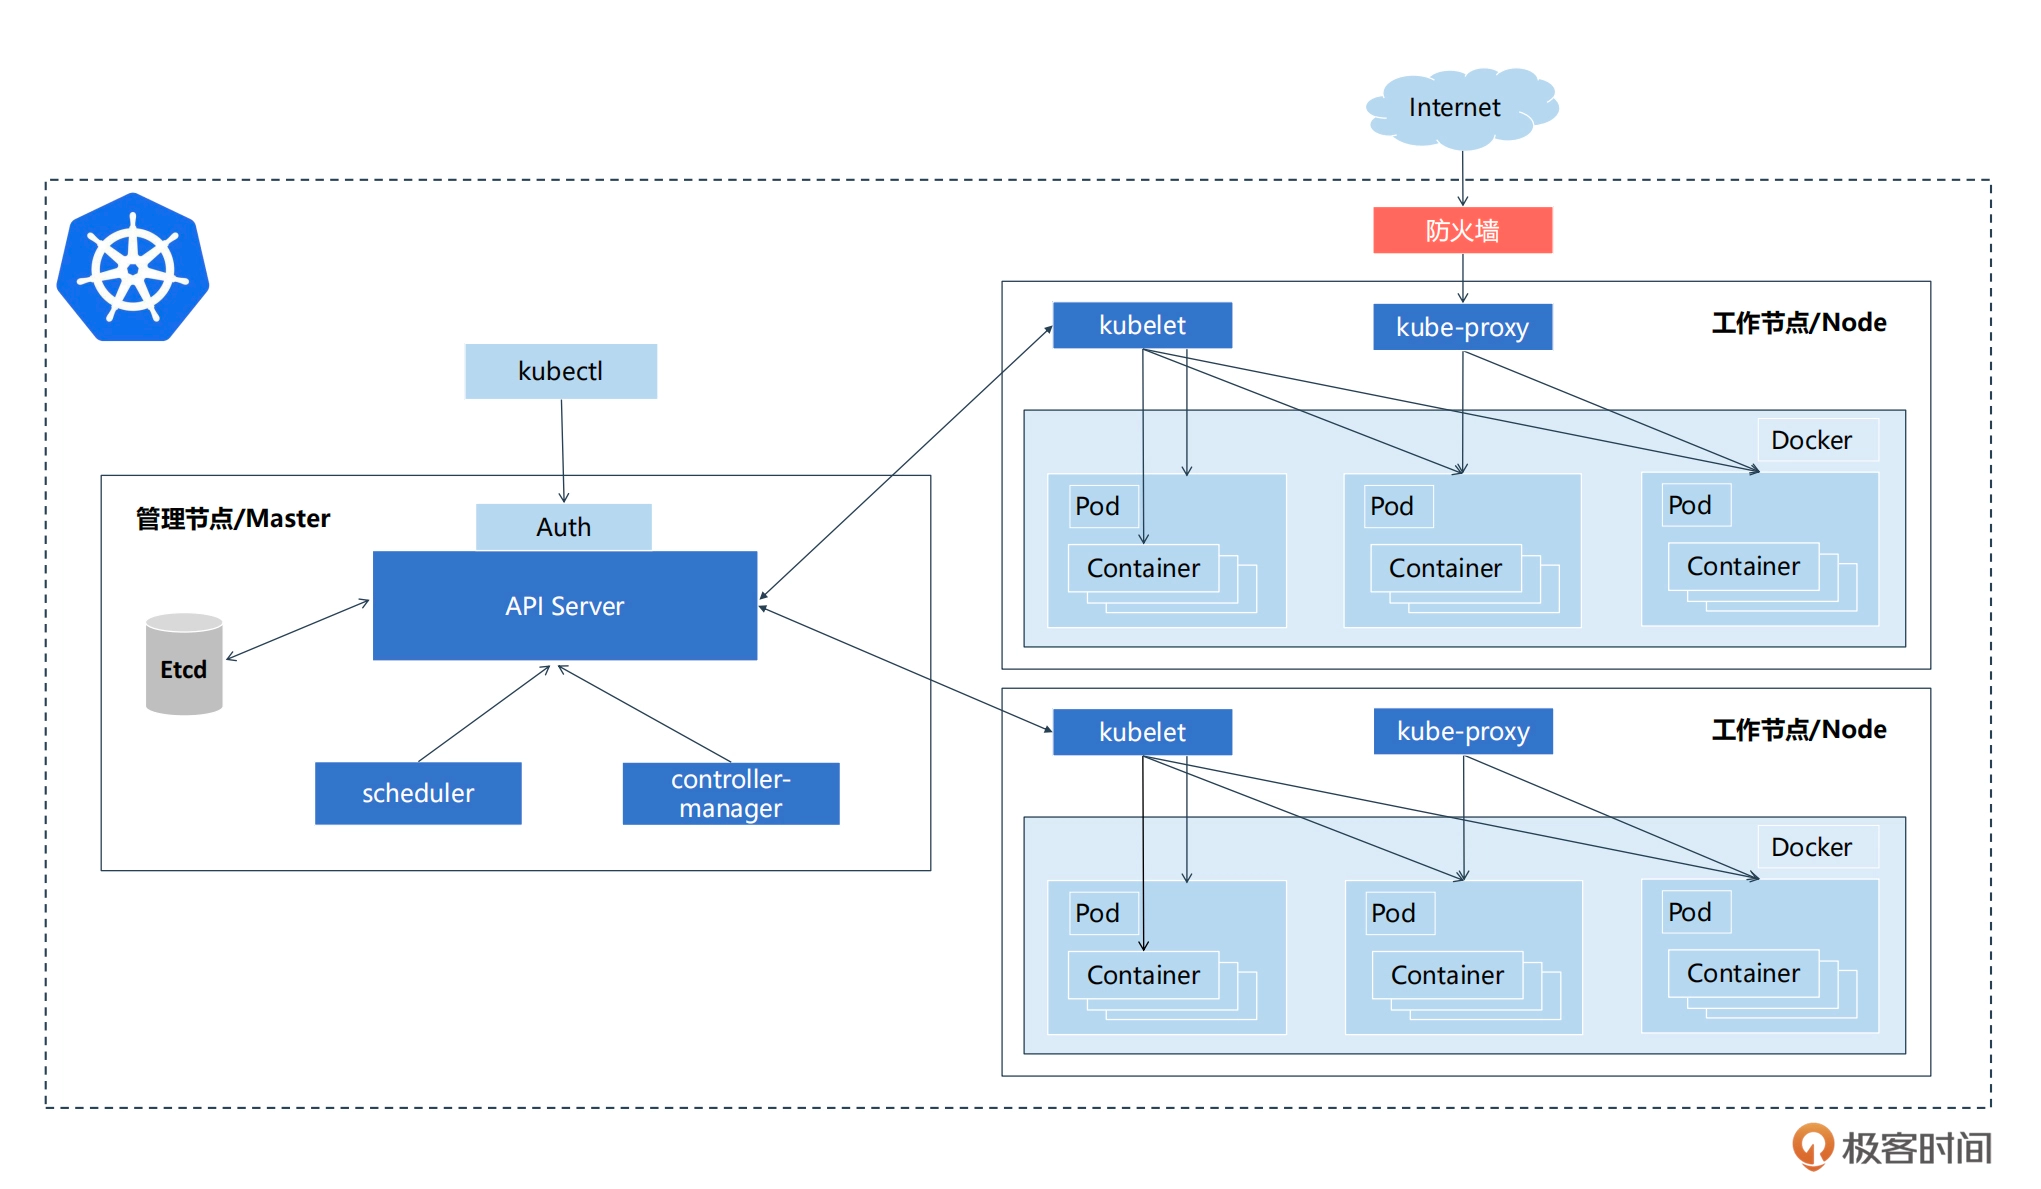 Internet
防火墙
kubelet
kube-proxy
工作节点/Node
kubectl
Docker
管理节点/Master
Auth
Pod
Pod
Pod
Container
Container
Container
API Server
Etcd
kubelet
kube-proxy
工作节点/Node
scheduler
controller-
manager
Docker
Pod
Pod
Pod
Container
Container
Container
极客时间